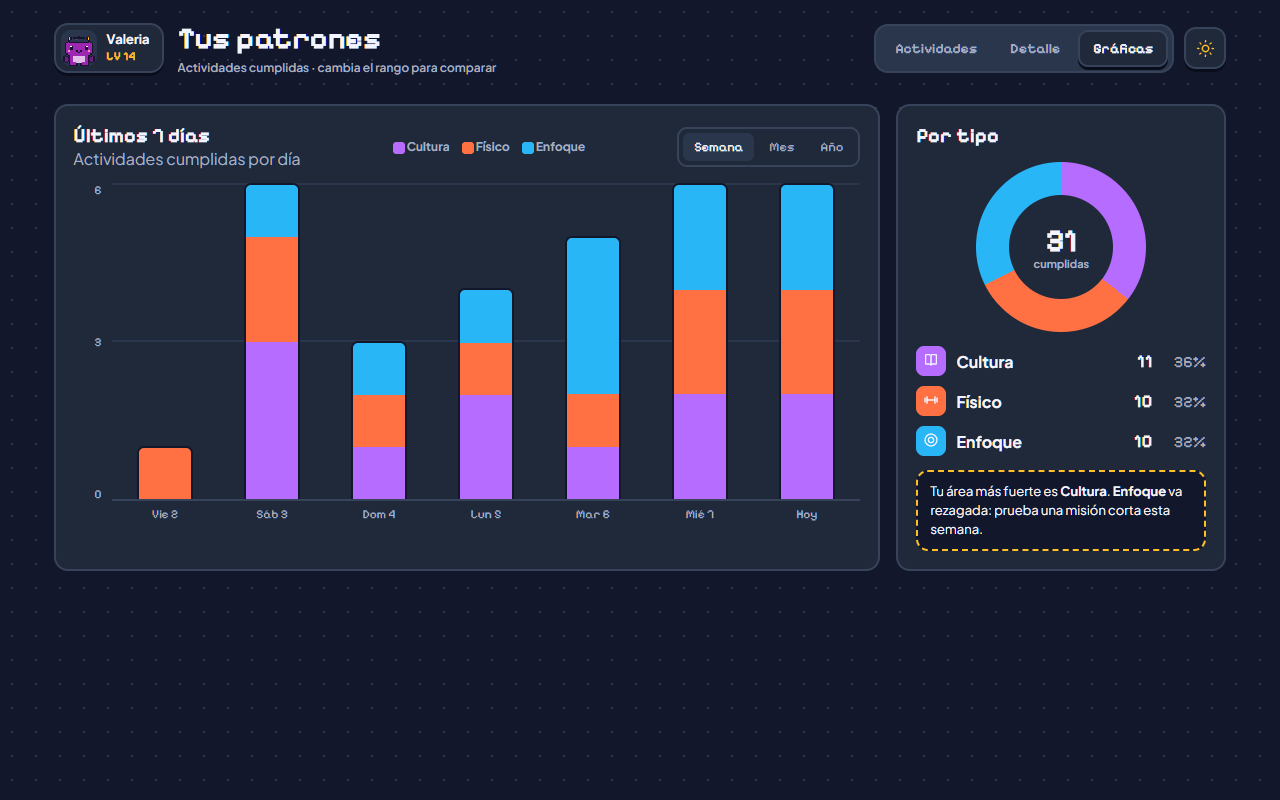 Valeria
LV 14
Tus patrones
Actividades cumplidas · cambia el rango para comparar
Actividades
Detalle
Gráficas
Últimos 7 días
Actividades cumplidas por día
Cultura
Físico
Enfoque
Semana
Mes
Año
6
3
0
Vie 2
Sáb 3
Dom 4
Lun 5
Mar 6
Mié 7
Hoy
Por tipo
31
cumplidas
Cultura 11 36%
Físico 10 32%
Enfoque 10 32%
Tu área más fuerte es Cultura. Enfoque va
rezagada: prueba una misión corta esta
semana.